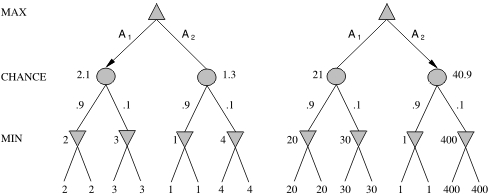 MAX
A1 A2 A1 A2
CHANCE 2.1 1.3 21 40.9
.9 .1 .9 .1 .9 .1 .9 .1
MIN 2 3 1 4 20 30 1 400
2 2 3 3 1 1 4 4 20 20 30 30 1 1 400 400